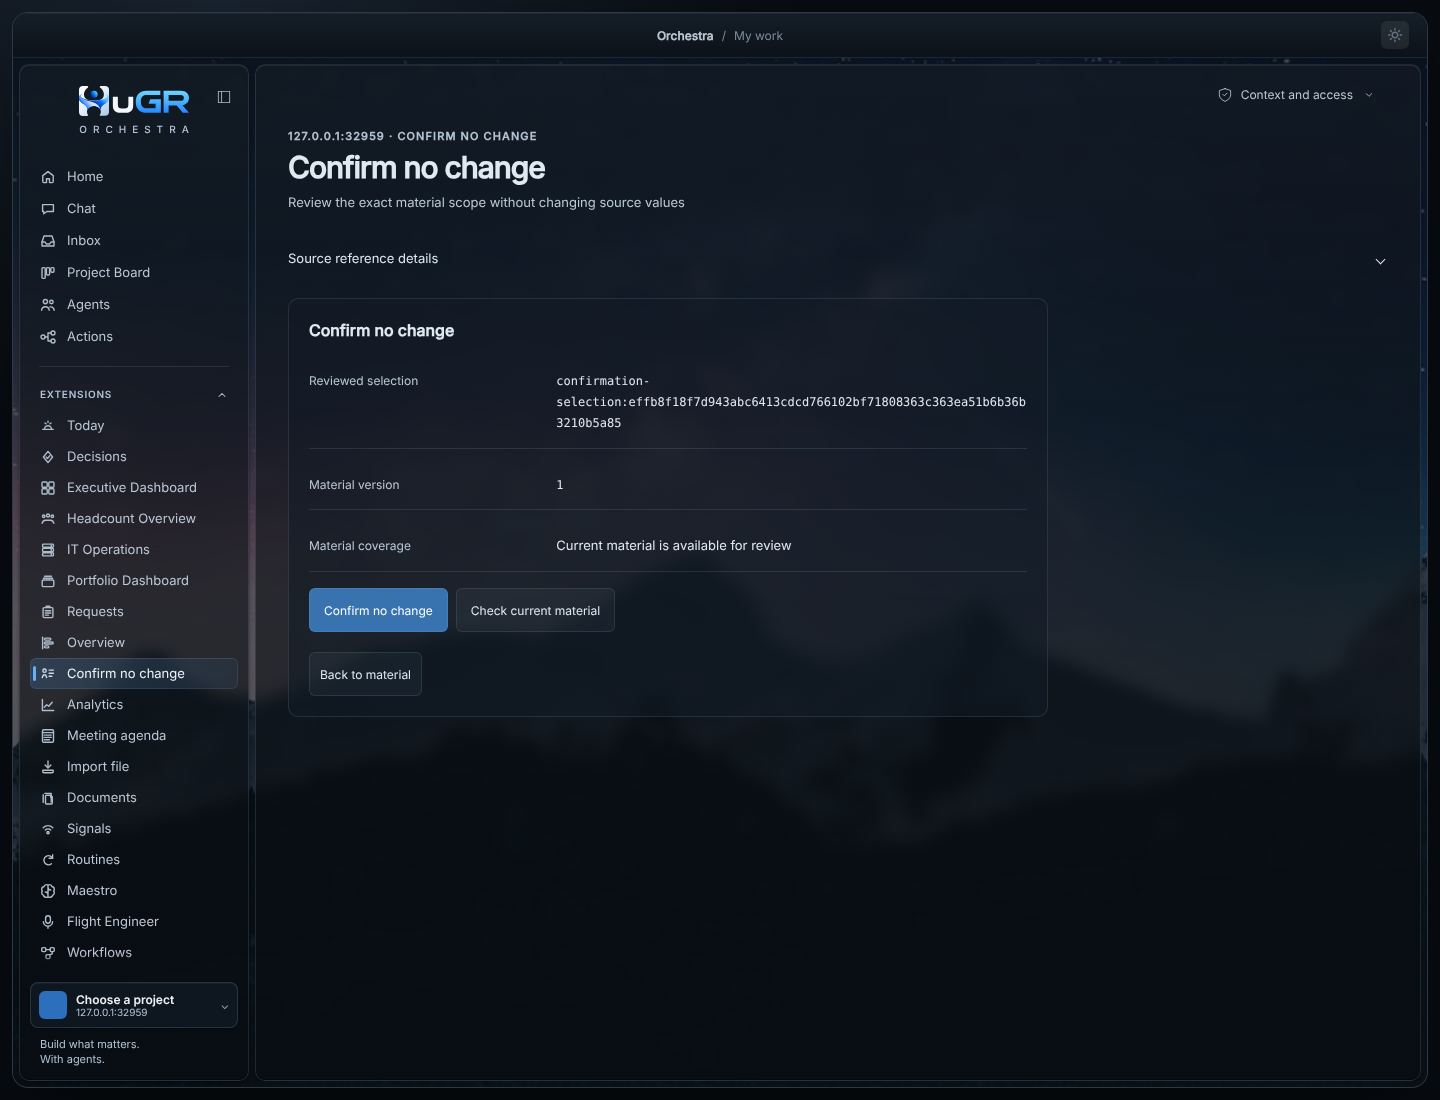 Orchestra / My work
HuGR
ORCHESTRA
Home
Chat
Inbox
Project Board
Agents
Actions
EXTENSIONS
Today
Decisions
Executive Dashboard
Headcount Overview
IT Operations
Portfolio Dashboard
Requests
Overview
Confirm no change
Analytics
Meeting agenda
Import file
Documents
Signals
Routines
Maestro
Flight Engineer
Workflows
Choose a project
127.0.0.1:32959
Build what matters.
With agents.
Context and access
127.0.0.1:32959 · CONFIRM NO CHANGE
Confirm no change
Review the exact material scope without changing source values
Source reference details
Confirm no change
Reviewed selection
confirmation-
selection:effb8f18f7d943abc6413cdcd766102bf71808363c363ea51b6b36b
3210b5a85
Material version
1
Material coverage
Current material is available for review
Confirm no change
Check current material
Back to material